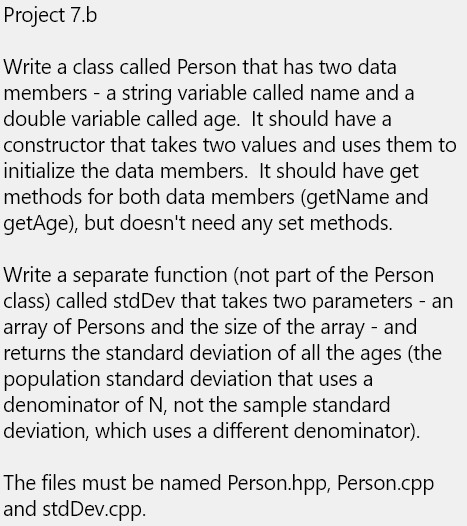 Project 7.b
Write a class called Person that has two data
members - a string variable called name and a
double variable called age.  It should have a
constructor that takes two values and uses them to
initialize the data members.  It should have get
methods for both data members (getName and
getAge), but doesn't need any set methods.
Write a separate function (not part of the Person
class) called stdDev that takes two parameters - an
array of Persons and the size of the array - and
returns the standard deviation of all the ages (the
population standard deviation that uses a
denominator of N, not the sample standard
deviation, which uses a different denominator).
The files must be named Person.hpp, Person.cpp
and stdDev.cpp.